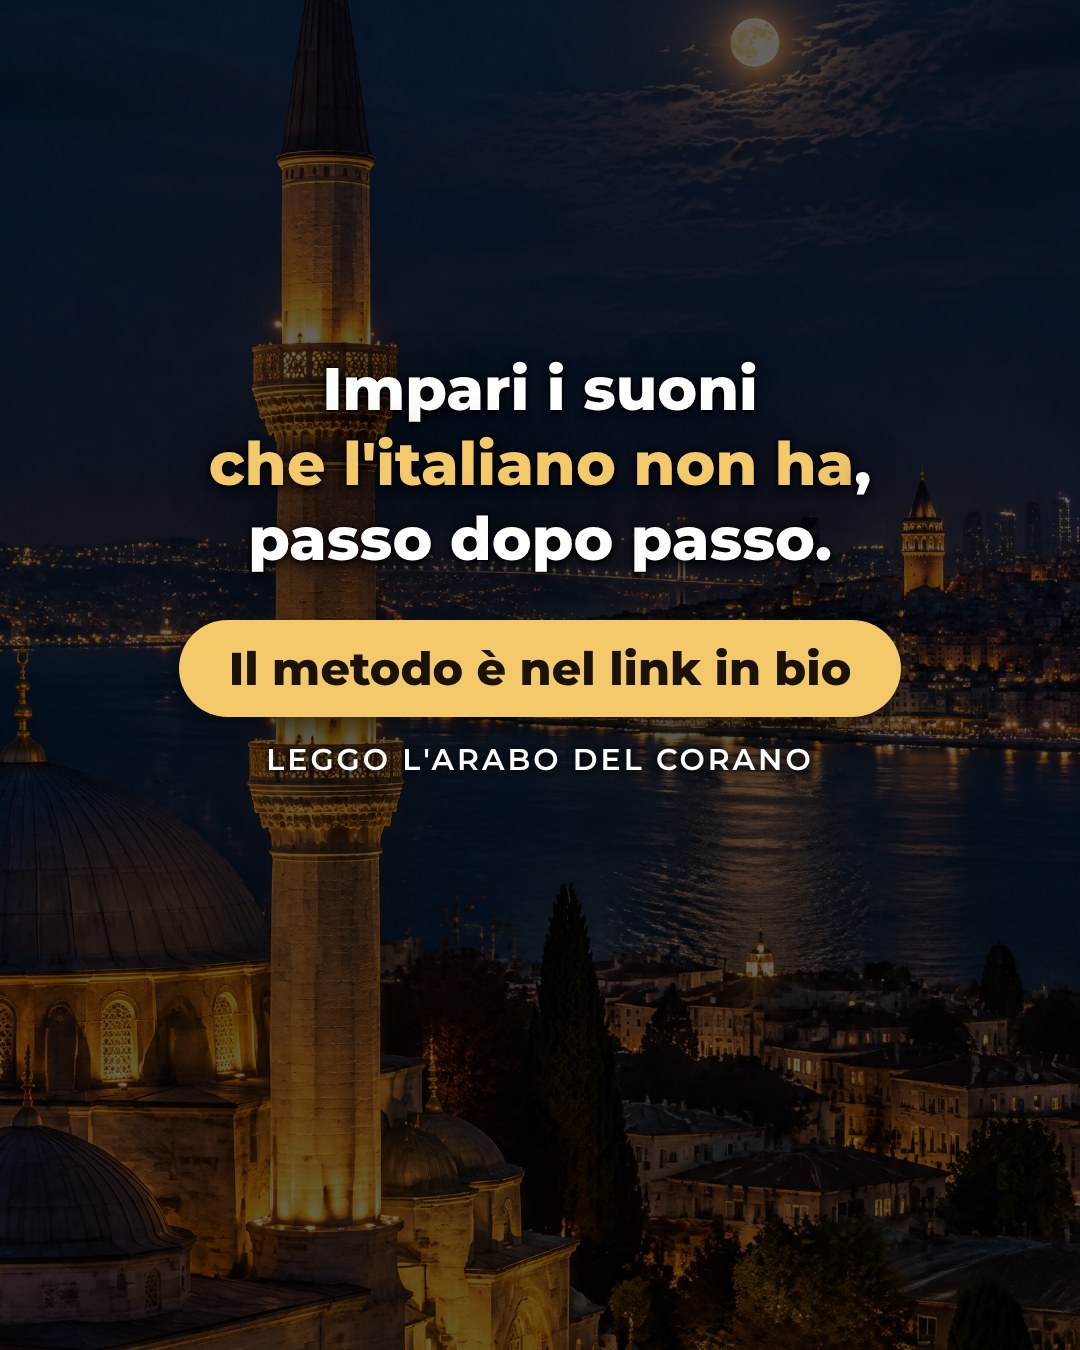 Impari i suoni
che l'italiano non ha,
passo dopo passo.
Il metodo è nel link in bio
LEGGO L'ARABO DEL CORANO